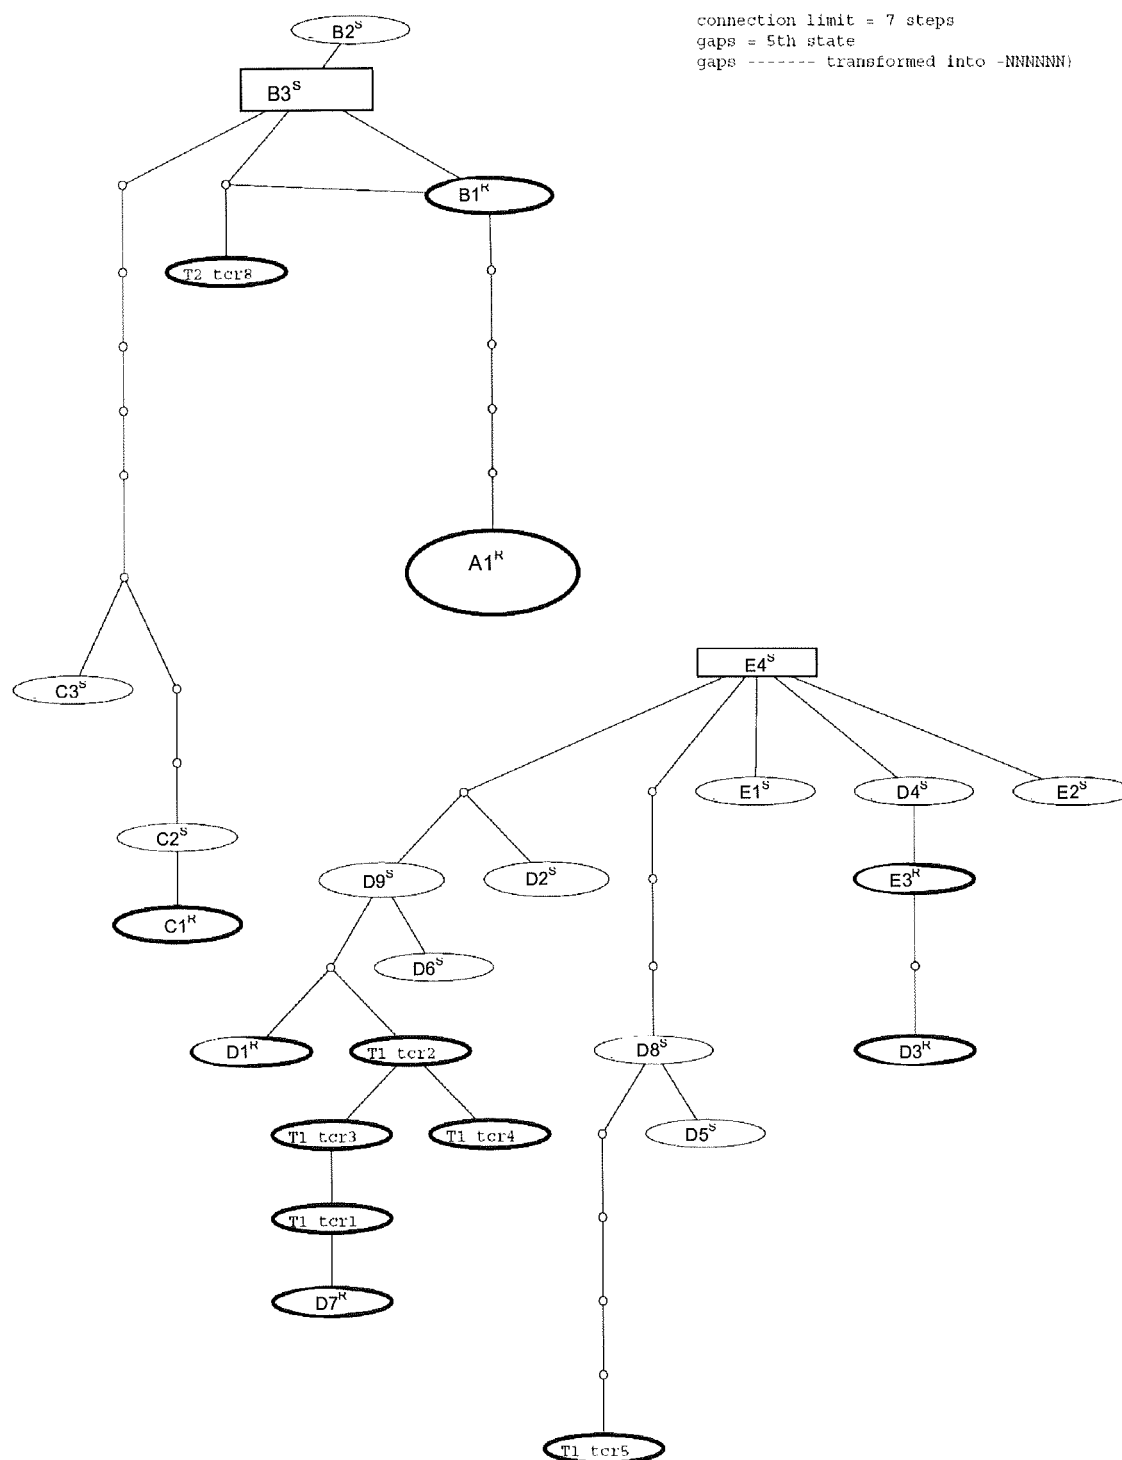 B2S
connection limit = 7 steps
gaps = 5th state
gaps ------- transformed into -NNNNNN)
B3S
B1R
T2 tcr8
A1R
E4S
C3S
E1S
D4S
E2S
C2S
D9S
D2S
E3R
C1R
D6S
D1R
T1 tcr2
D8S
D3R
T1 tcr3
T1 tcr4
D5S
T1 tcr1
D7R
T1 tcr5